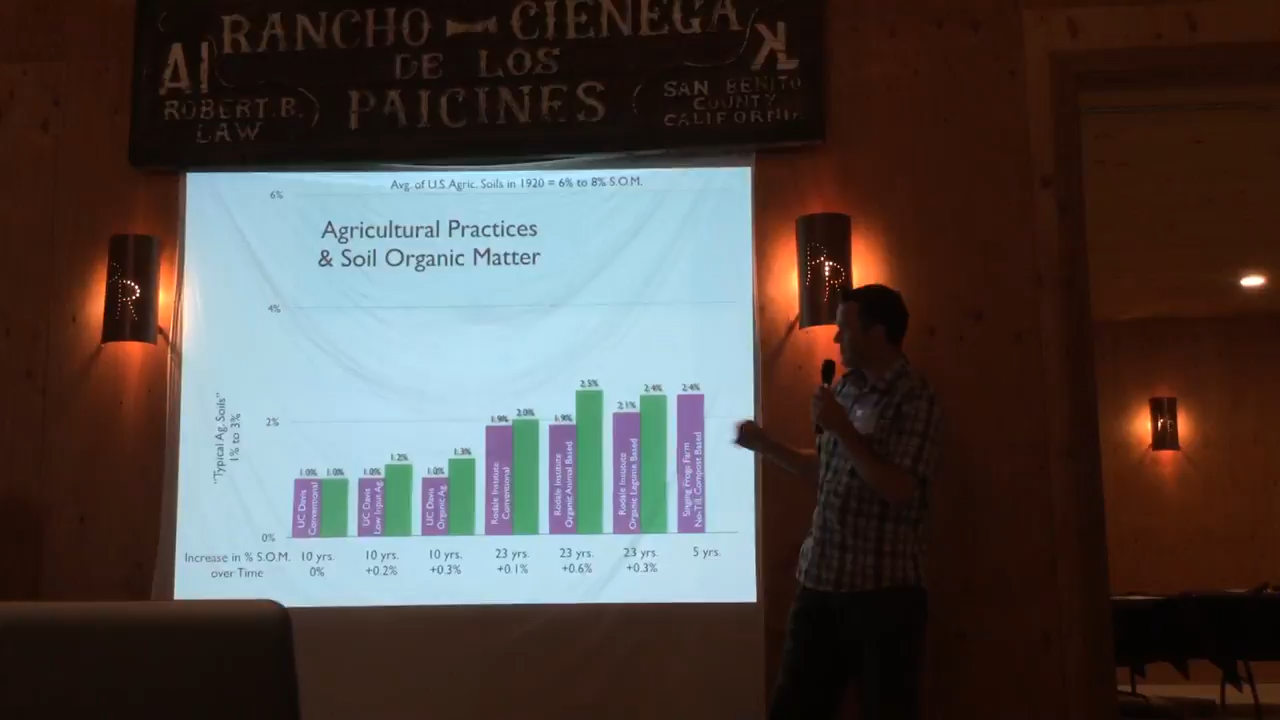 RANCHO CIENEGA
DE LOS
PAICINES
ROBERT. B.
LAW
SAN BENITO
COUNTY
CALIFORNIA
Avg. of U.S. Agric. Soils in 1920 = 6% to 8% S.O.M.
Agricultural Practices
& Soil Organic Matter
6%
4%
2%
0%
"Typical Ag. Soils"
1% to 3%
1.0% 1.0% 1.0% 1.2% 1.0% 1.3% 1.9% 2.0% 1.9% 2.5% 2.1% 2.4% 2.4%
UC Davis
Conventional
UC Davis
Low Input Ag.
UC Davis
Organic Ag.
Rodale Institute
Conventional
Rodale Institute
Organic Animal Based
Rodale Institute
Organic Legume Based
Singing Frogs Farm
No-Till, Compost Based
Increase in % S.O.M. 10 yrs. 10 yrs. 10 yrs. 23 yrs. 23 yrs. 23 yrs. 5 yrs.
over Time 0% +0.2% +0.3% +0.1% +0.6% +0.3%